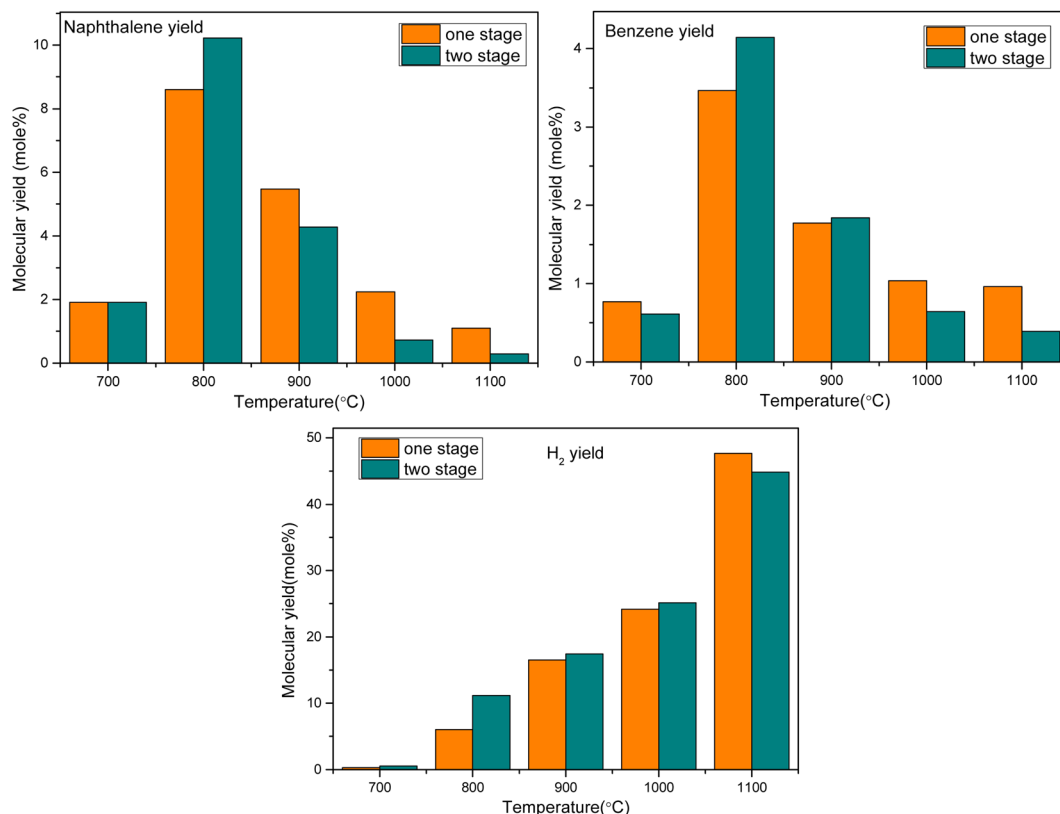 Naphthalene yield
one stage
two stage
10
8
6
4
2
0
Molecular yield (mole%)
700 800 900 1000 1100
Temperature(°C)
Benzene yield
one stage
two stage
4
3
2
1
0
Molecular yield (mole%)
700 800 900 1000 1100
Temperature(°C)
H₂ yield
one stage
two stage
50
40
30
20
10
0
Molecular yield(mole%)
700 800 900 1000 1100
Temperature(°C)